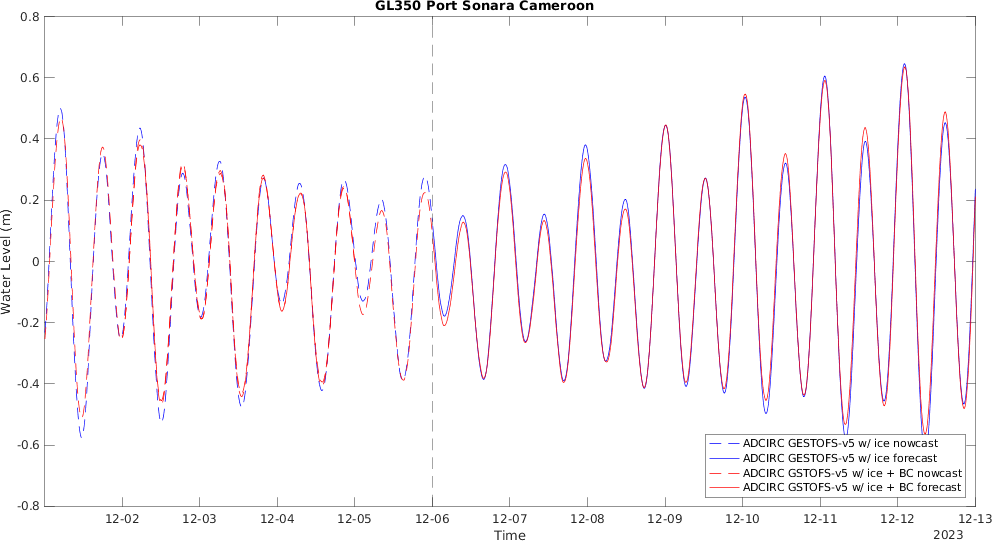 GL350 Port Sonara Cameroon
0.8
0.6
0.4
0.2
0
-0.2
-0.4
-0.6
-0.8
Water Level (m)
ADCIRC GESTOFS-v5 w/ ice nowcast
ADCIRC GESTOFS-v5 w/ ice forecast
ADCIRC GSTOFS-v5 w/ ice + BC nowcast
ADCIRC GSTOFS-v5 w/ ice + BC forecast
12-02 12-03 12-04 12-05 12-06 12-07 12-08 12-09 12-10 12-11 12-12 12-13
Time
2023